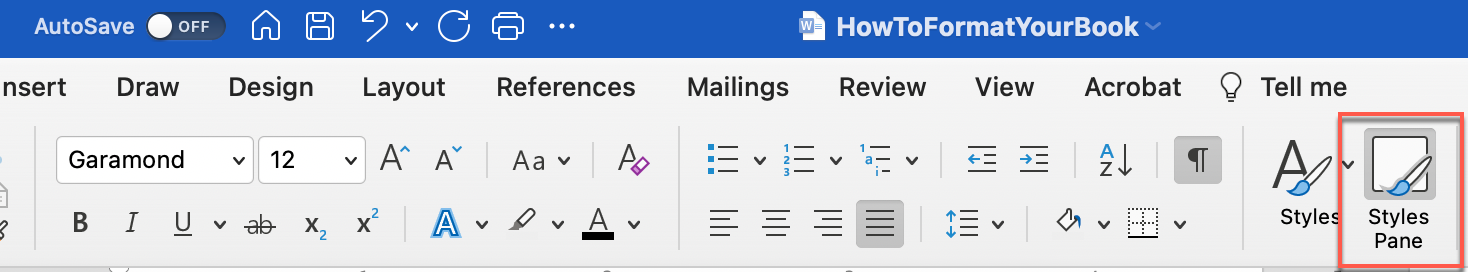 AutoSave OFF HowToFormatYourBook
nsert Draw Design Layout References Mailings Review View Acrobat Tell me
Garamond 12 Aa
B I U ab x₂ x² A A
Styles Styles
Pane